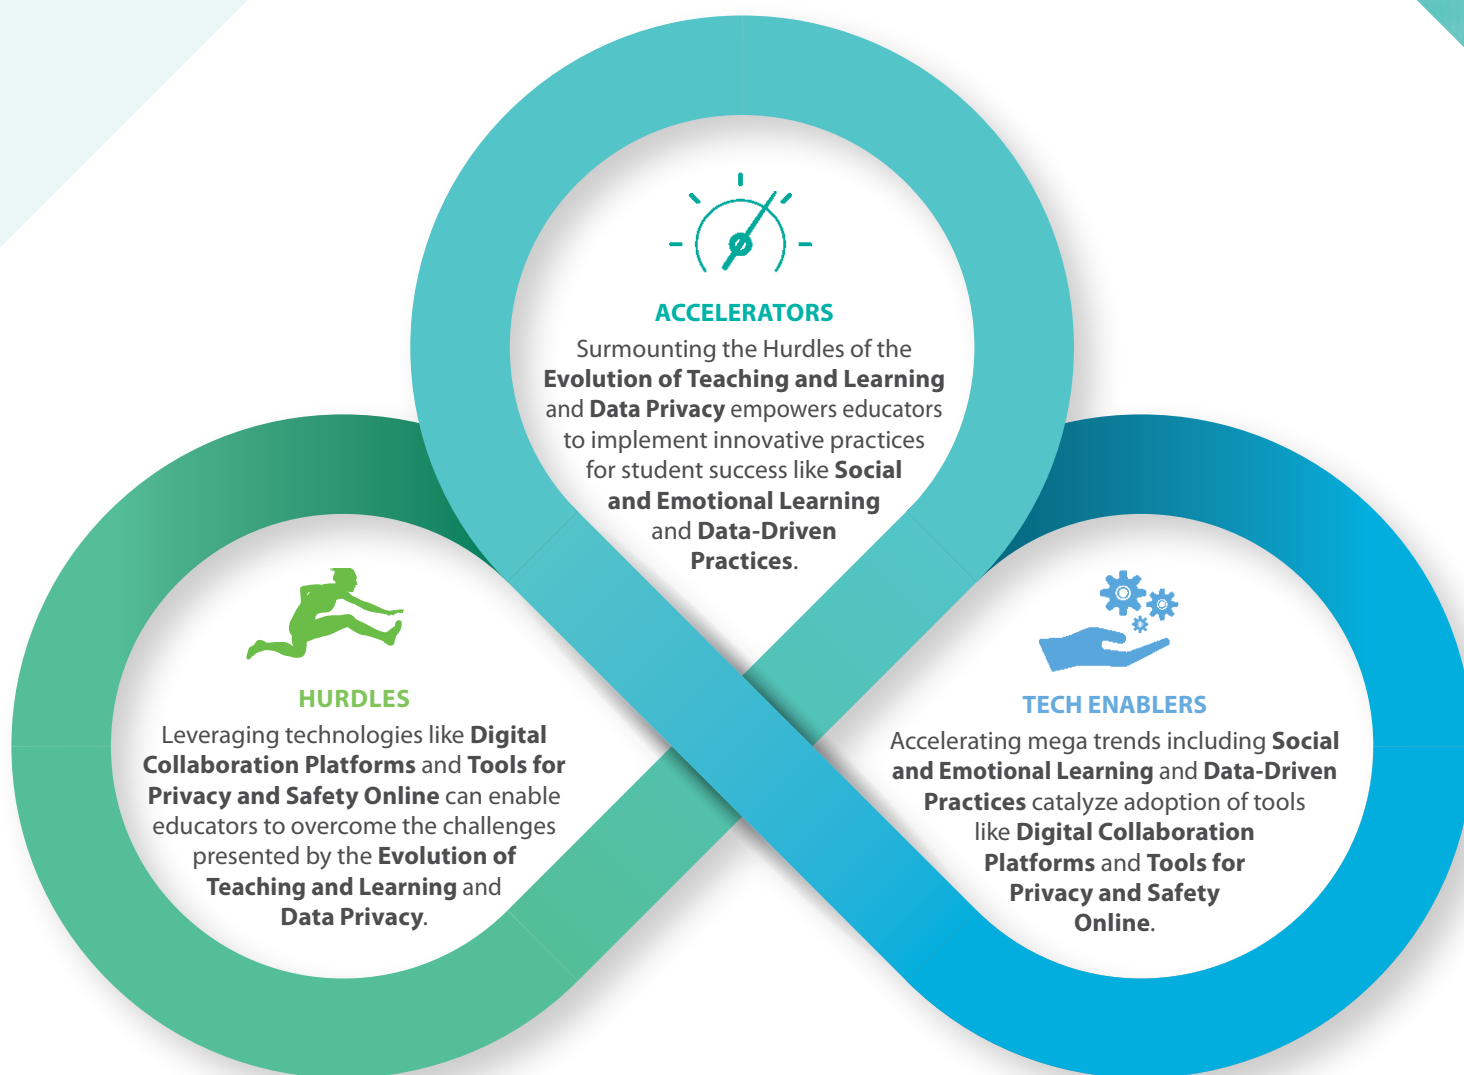 ACCELERATORS
Surmounting the Hurdles of the
Evolution of Teaching and Learning
and Data Privacy empowers educators
to implement innovative practices
for student success like Social
and Emotional Learning
and Data-Driven
Practices.
HURDLES
Leveraging technologies like Digital
Collaboration Platforms and Tools for
Privacy and Safety Online can enable
educators to overcome the challenges
presented by the Evolution of
Teaching and Learning and
Data Privacy.
TECH ENABLERS
Accelerating mega trends including Social
and Emotional Learning and Data-Driven
Practices catalyze adoption of tools
like Digital Collaboration
Platforms and Tools for
Privacy and Safety
Online.